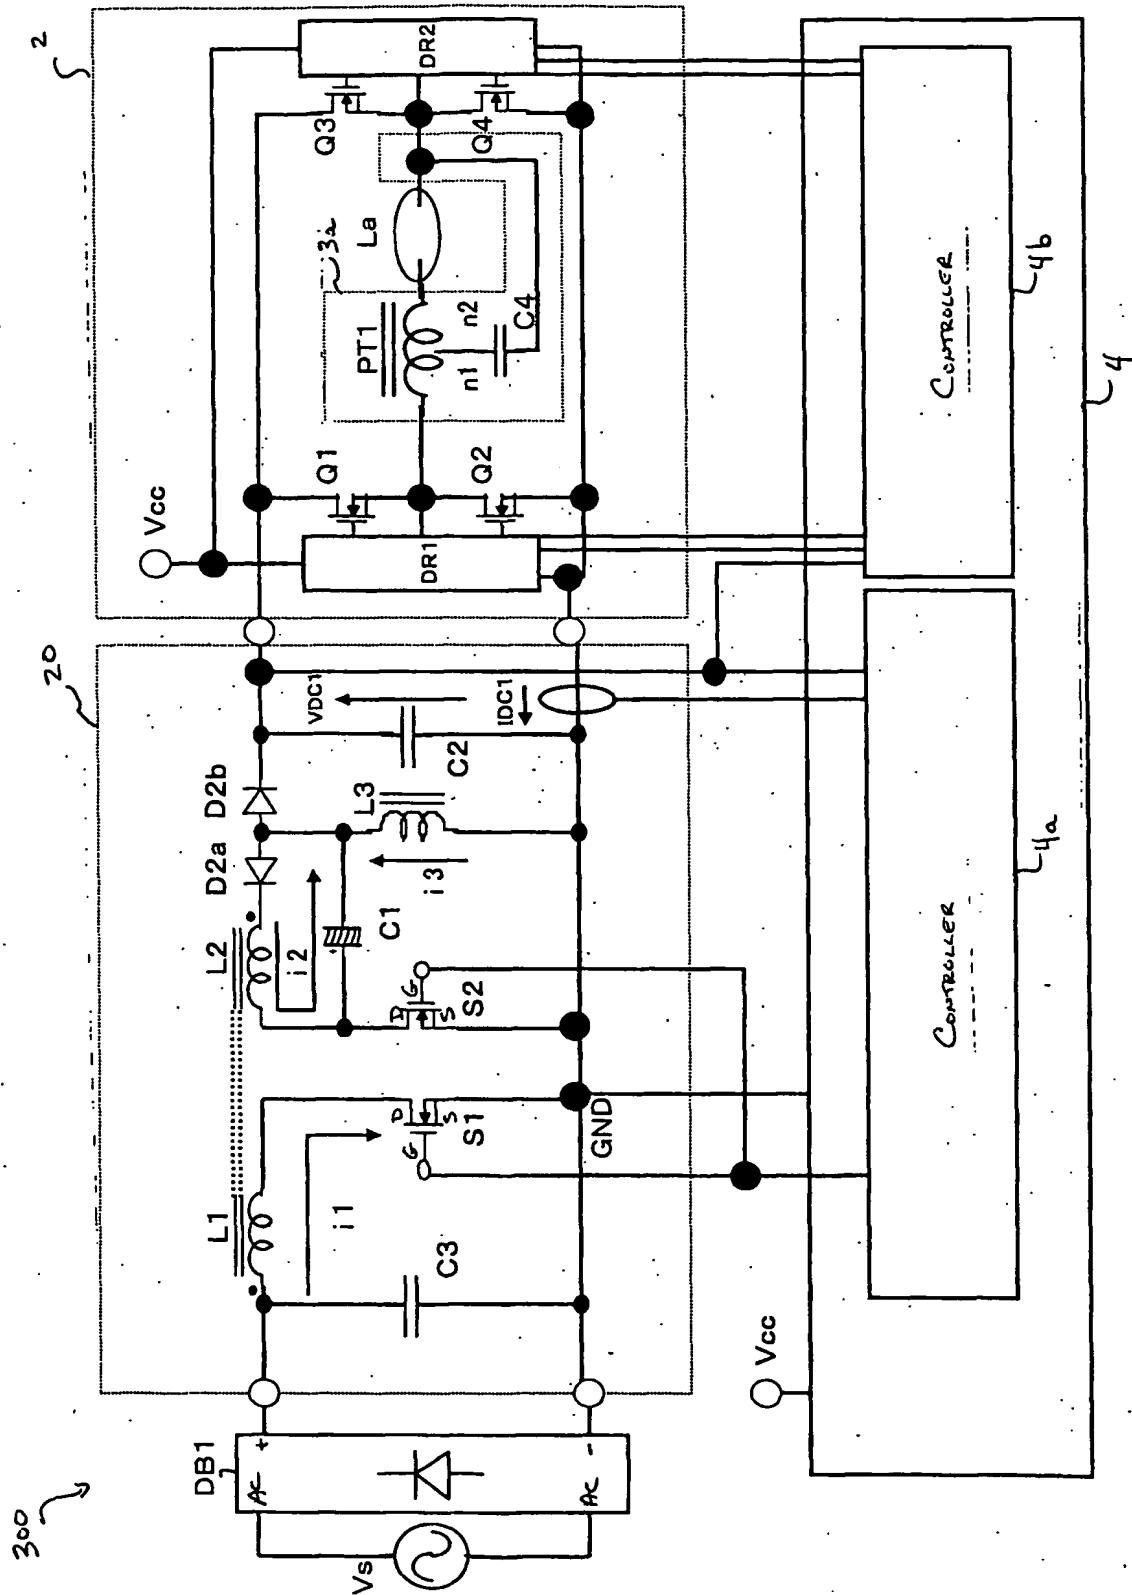 300
Vs
DB1
AC
+
AC
-
20
L1
i1
C3
G
D
S
S1
GND
L2
i2
D
G
S
S2
C1
D2a
D2b
i3
L3
C2
VDC1
IDC1
2
Vcc
DR1
Q1
Q2
PT1
n1
n2
C4
La
Q3
Q4
DR2
Vcc
CONTROLLER
4a
CONTROLLER
4b
4